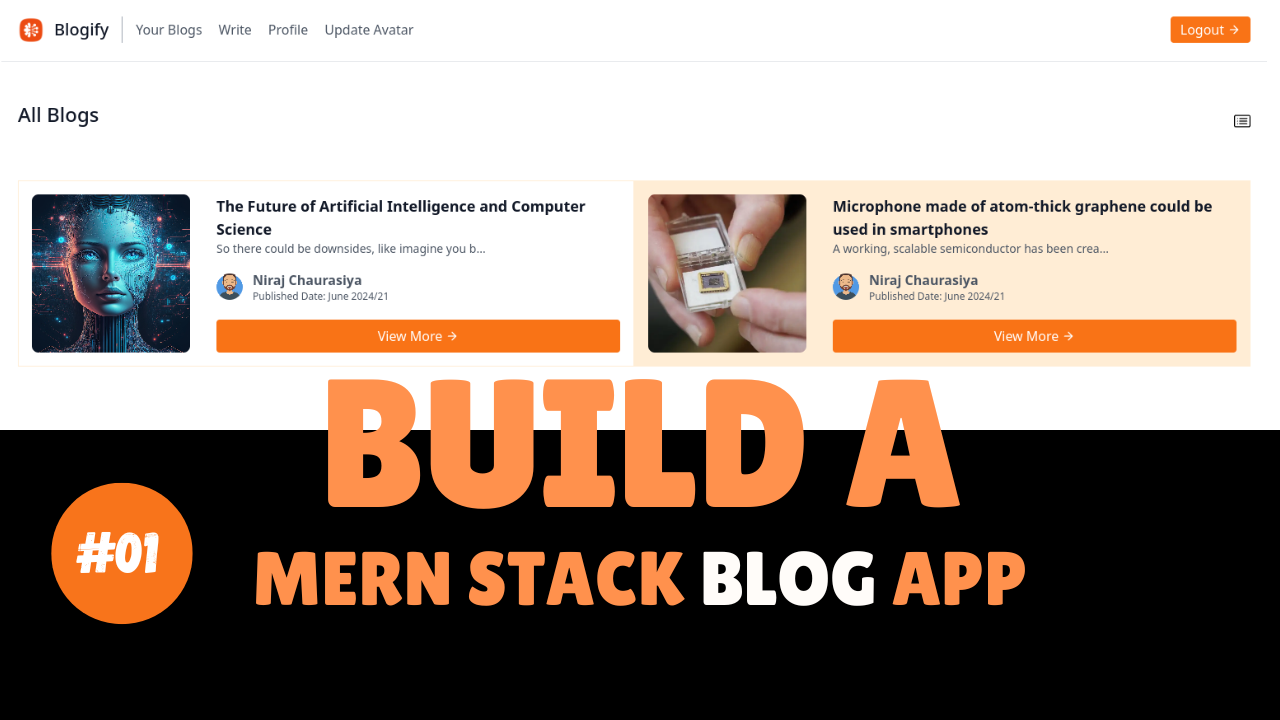 Blogify Your Blogs Write Profile Update Avatar Logout →
All Blogs
The Future of Artificial Intelligence and Computer
Science
So there could be downsides, like imagine you b...
Niraj Chaurasiya
Published Date: June 2024/21
View More →
Microphone made of atom-thick graphene could be
used in smartphones
A working, scalable semiconductor has been crea...
Niraj Chaurasiya
Published Date: June 2024/21
View More →
BUILD A
#01
MERN STACK BLOG APP